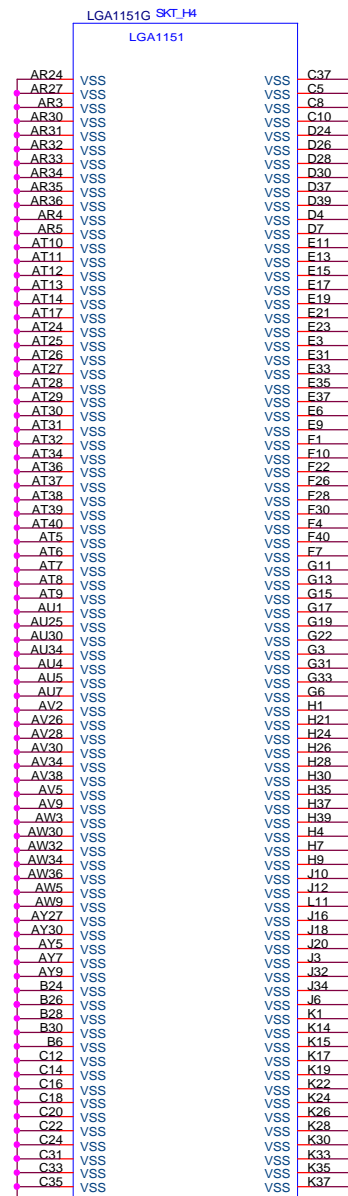 LGA1151G SKT_H4
LGA1151
AR24 VSS VSS C37
AR27 VSS VSS C5
AR3 VSS VSS C8
AR30 VSS VSS C10
AR31 VSS VSS D24
AR32 VSS VSS D26
AR33 VSS VSS D28
AR34 VSS VSS D30
AR35 VSS VSS D37
AR36 VSS VSS D39
AR4 VSS VSS D4
AR5 VSS VSS D7
AT10 VSS VSS E11
AT11 VSS VSS E13
AT12 VSS VSS E15
AT13 VSS VSS E17
AT14 VSS VSS E19
AT17 VSS VSS E21
AT24 VSS VSS E23
AT25 VSS VSS E3
AT26 VSS VSS E31
AT27 VSS VSS E33
AT28 VSS VSS E35
AT29 VSS VSS E37
AT30 VSS VSS E6
AT31 VSS VSS E9
AT32 VSS VSS F1
AT34 VSS VSS F10
AT36 VSS VSS F22
AT37 VSS VSS F26
AT38 VSS VSS F28
AT39 VSS VSS F30
AT40 VSS VSS F4
AT5 VSS VSS F40
AT6 VSS VSS F7
AT7 VSS VSS G11
AT8 VSS VSS G13
AT9 VSS VSS G15
AU1 VSS VSS G17
AU25 VSS VSS G19
AU30 VSS VSS G22
AU34 VSS VSS G3
AU4 VSS VSS G31
AU5 VSS VSS G33
AU7 VSS VSS G6
AV2 VSS VSS H1
AV26 VSS VSS H21
AV28 VSS VSS H24
AV30 VSS VSS H26
AV34 VSS VSS H28
AV38 VSS VSS H30
AV5 VSS VSS H35
AV9 VSS VSS H37
AW3 VSS VSS H39
AW30 VSS VSS H4
AW32 VSS VSS H7
AW34 VSS VSS H9
AW36 VSS VSS J10
AW5 VSS VSS J12
AW9 VSS VSS L11
AY27 VSS VSS J16
AY30 VSS VSS J18
AY5 VSS VSS J20
AY7 VSS VSS J3
AY9 VSS VSS J32
B24 VSS VSS J34
B26 VSS VSS J6
B28 VSS VSS K1
B30 VSS VSS K14
B6 VSS VSS K15
C12 VSS VSS K17
C14 VSS VSS K19
C16 VSS VSS K22
C18 VSS VSS K24
C20 VSS VSS K26
C22 VSS VSS K28
C24 VSS VSS K30
C31 VSS VSS K33
C33 VSS VSS K35
C35 VSS VSS K37